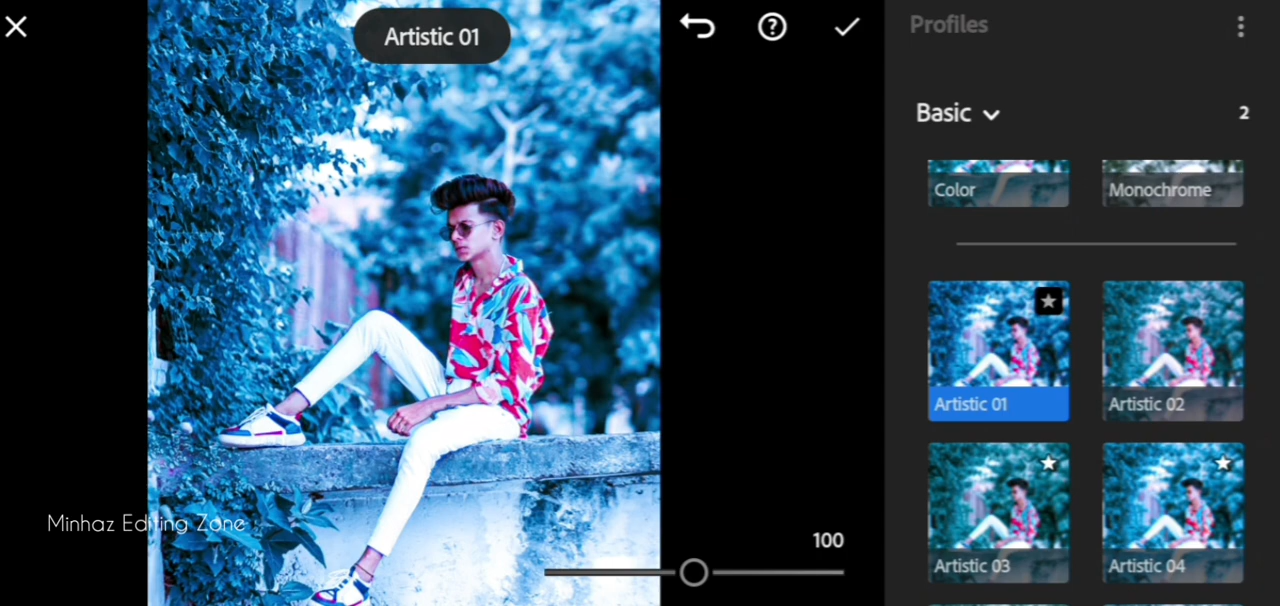 Artistic 01
Profiles
Basic
2
Color
Monochrome
Artistic 01
Artistic 02
Artistic 03
Artistic 04
100
Minhaz Editing Zone